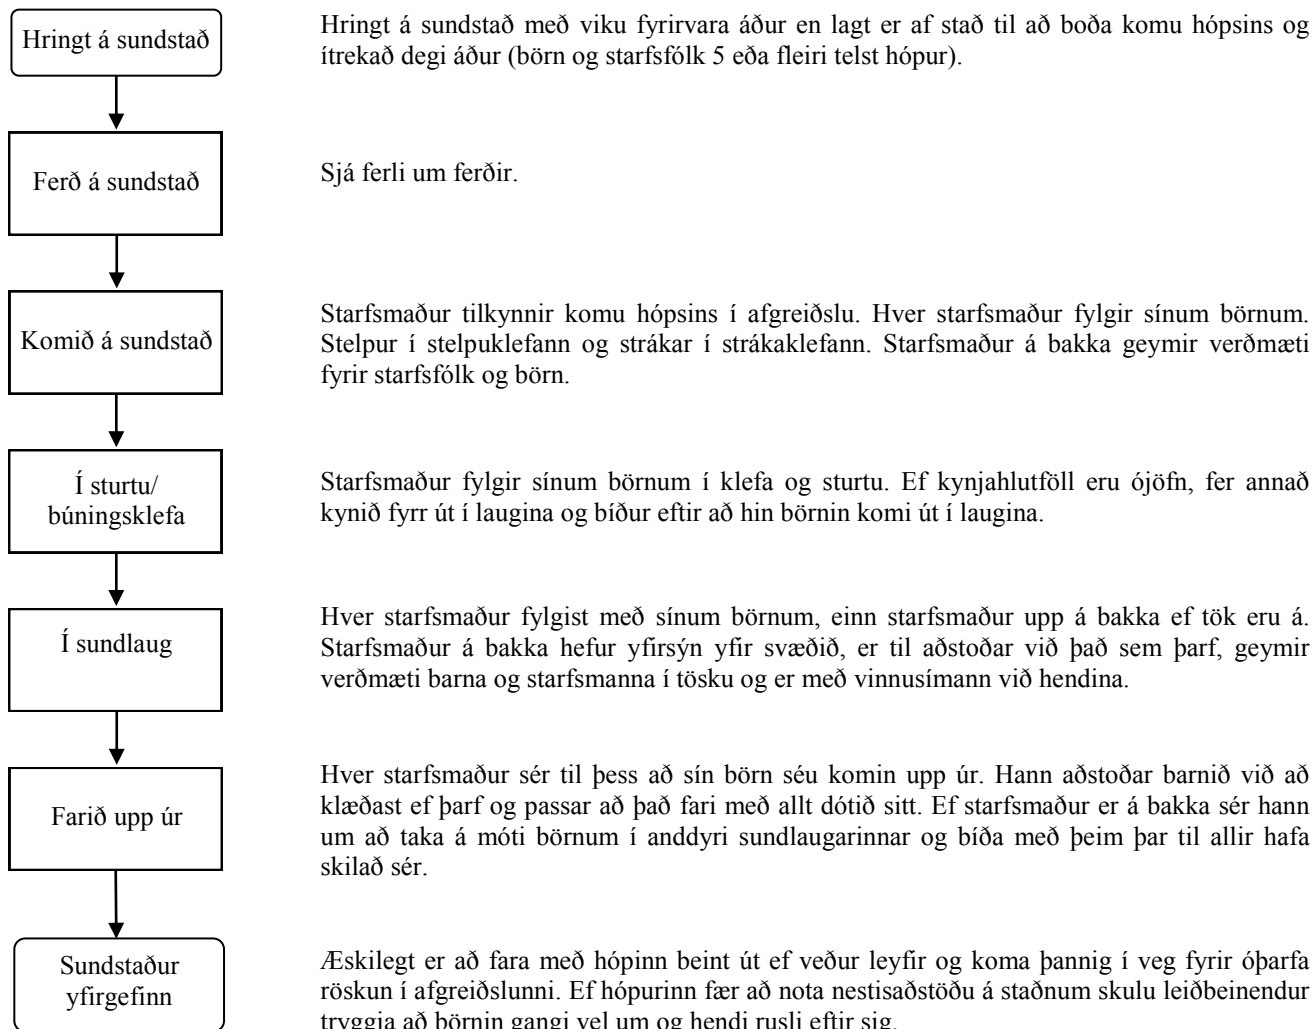 Hringt á sundstað
Hringt á sundstað með viku fyrirvara áður en lagt er af stað til að boða komu hópsins og
ítrekað degi áður (börn og starfsfólk 5 eða fleiri telst hópur).
Ferð á sundstað
Sjá ferli um ferðir.
Komið á sundstað
Starfsmaður tilkynnir komu hópsins í afgreiðslu. Hver starfsmaður fylgir sínum börnum.
Stelpur í stelpuklefann og strákar í strákaklefann. Starfsmaður á bakka geymir verðmæti
fyrir starfsfólk og börn.
Í sturtu/
búningsklefa
Starfsmaður fylgir sínum börnum í klefa og sturtu. Ef kynjahlutföll eru ójöfn, fer annað
kynið fyrr út í laugina og bíður eftir að hin börnin komi út í laugina.
Í sundlaug
Hver starfsmaður fylgist með sínum börnum, einn starfsmaður upp á bakka ef tök eru á.
Starfsmaður á bakka hefur yfirsýn yfir svæðið, er til aðstoðar við það sem þarf, geymir
verðmæti barna og starfsmanna í tösku og er með vinnusímann við hendina.
Farið upp úr
Hver starfsmaður sér til þess að sín börn séu komin upp úr. Hann aðstoðar barnið við að
klæðast ef þarf og passar að það fari með allt dótið sitt. Ef starfsmaður er á bakka sér hann
um að taka á móti börnum í anddyri sundlaugarinnar og bíða með þeim þar til allir hafa
skilað sér.
Sundstaður
yfirgefinn
Æskilegt er að fara með hópinn beint út ef veður leyfir og koma þannig í veg fyrir óþarfa
röskun í afgreiðslunni. Ef hópurinn fær að nota nestisaðstöðu á staðnum skulu leiðbeinendur
tryggja að börnin gangi vel um og hendi rusli eftir sig.